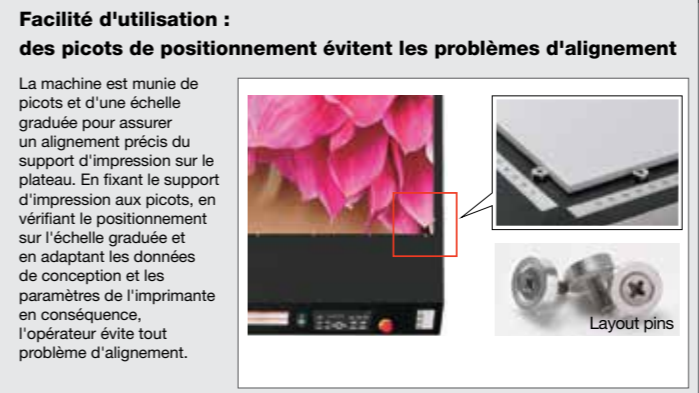 Facilité d'utilisation :
des picots de positionnement évitent les problèmes d'alignement
La machine est munie de
picots et d'une échelle
graduée pour assurer
un alignement précis du
support d'impression sur le
plateau. En fixant le support
d'impression aux picots, en
vérifiant le positionnement
sur l'échelle graduée et
en adaptant les données
de conception et les
paramètres de l'imprimante
en conséquence,
l'opérateur évite tout
problème d'alignement.
Layout pins